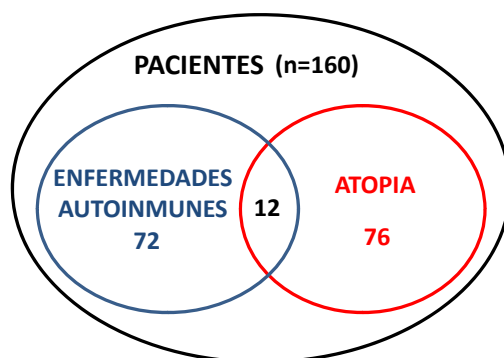 PACIENTES (n=160)
ENFERMEDADES
AUTOINMUNES
72
12
ATOPIA
76